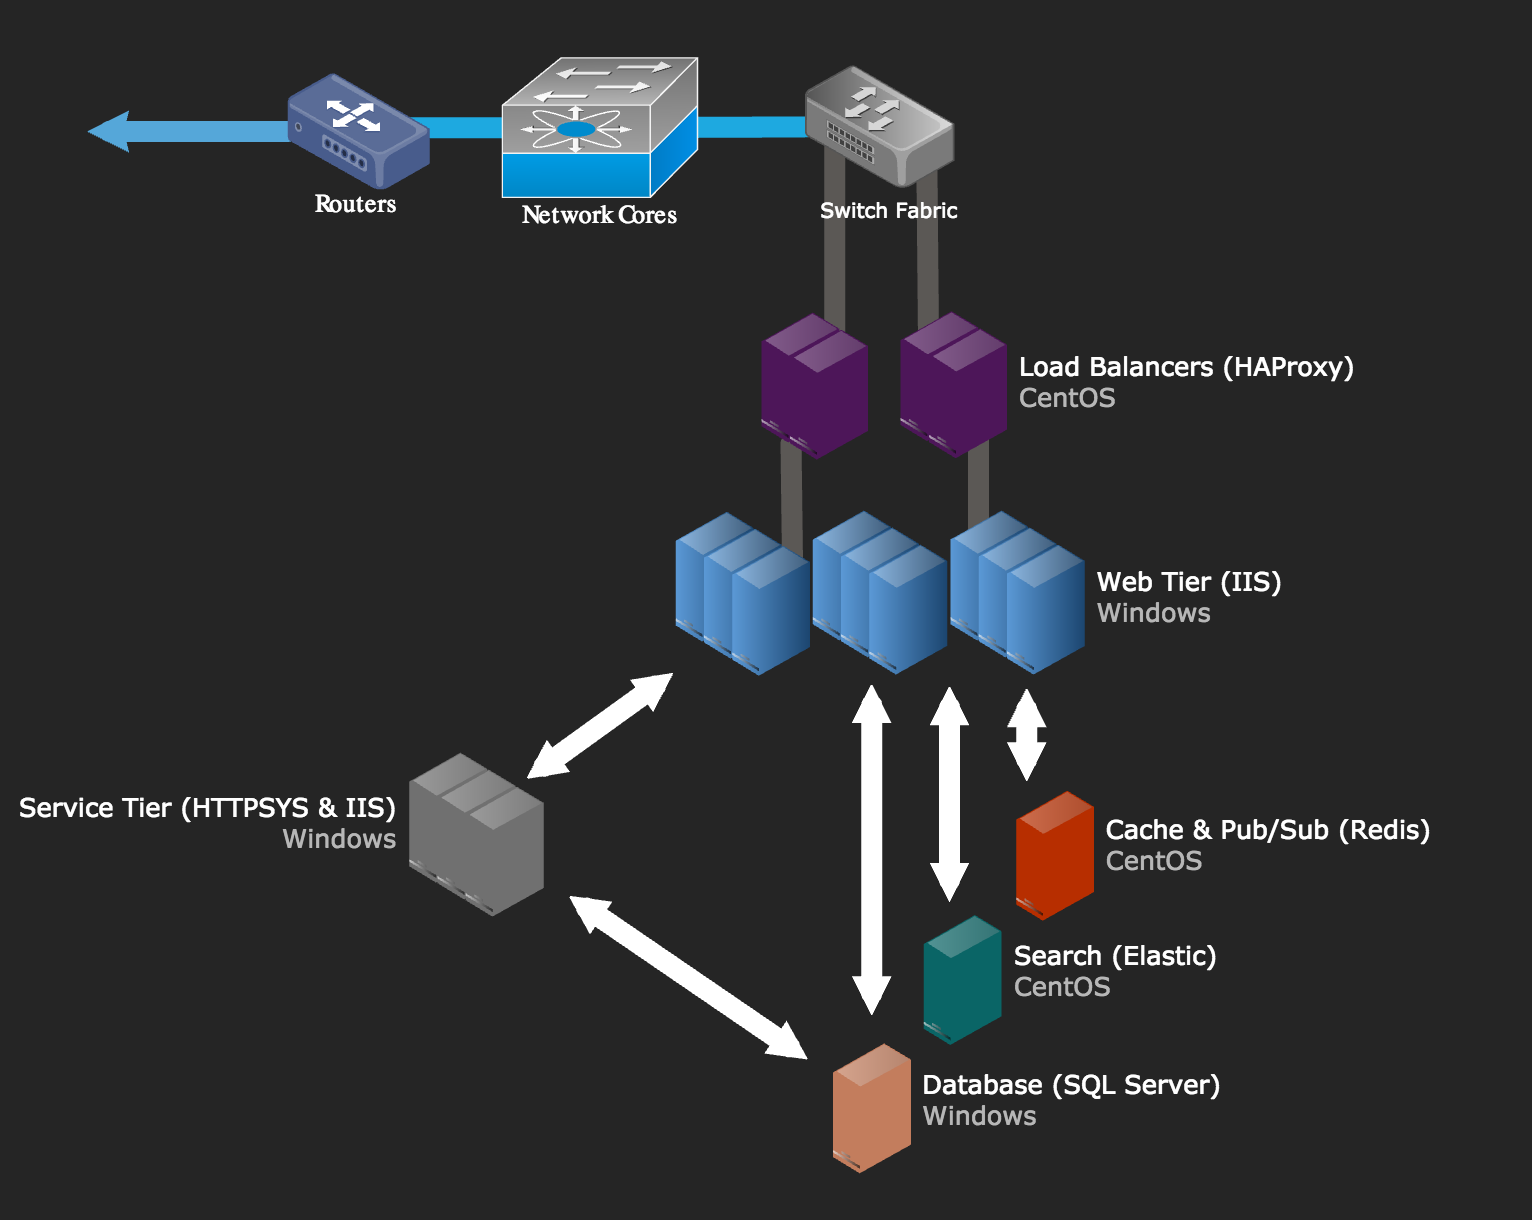 Routers
Network Cores
Switch Fabric
Load Balancers (HAProxy)
CentOS
Web Tier (IIS)
Windows
Service Tier (HTTPSYS & IIS)
Windows
Cache & Pub/Sub (Redis)
CentOS
Search (Elastic)
CentOS
Database (SQL Server)
Windows